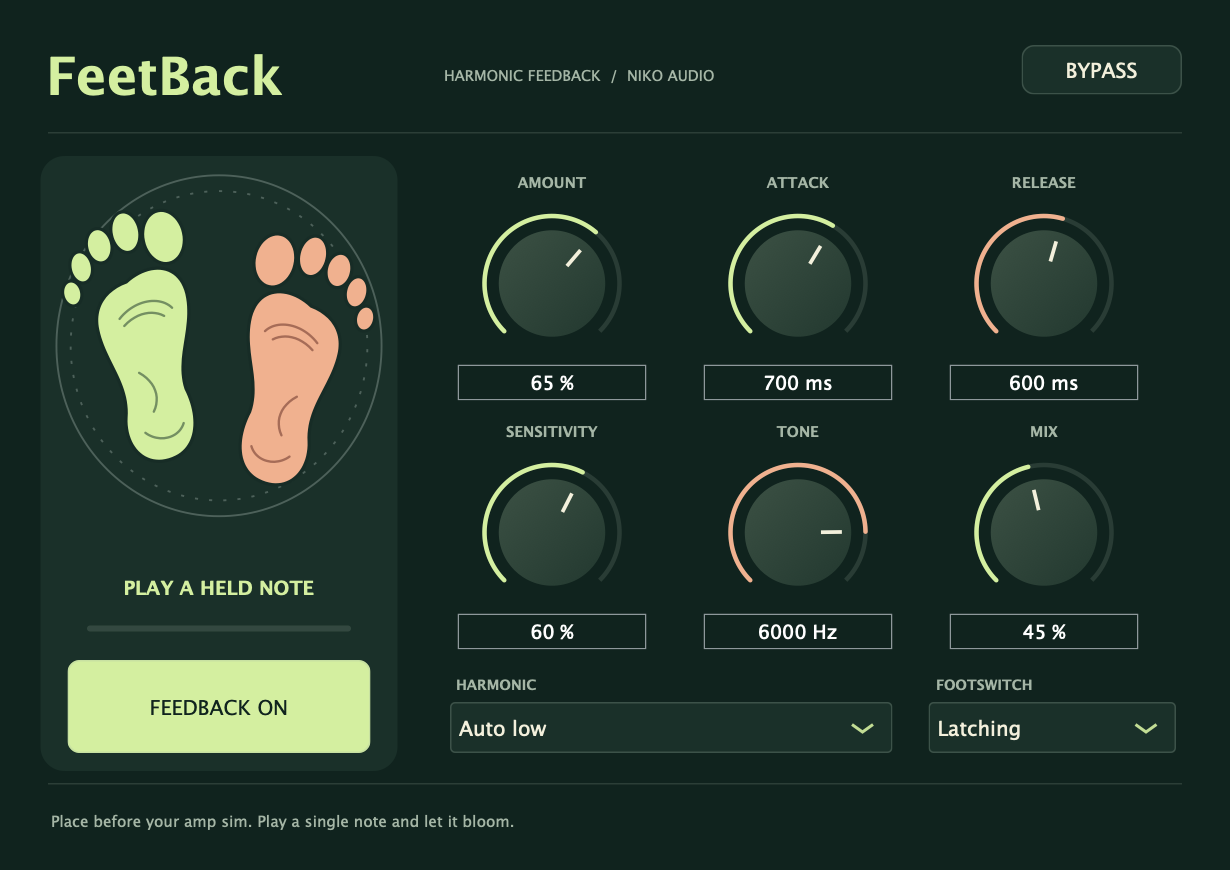 FeetBack
HARMONIC FEEDBACK / NIKO AUDIO
BYPASS
AMOUNT
ATTACK
RELEASE
65 %
700 ms
600 ms
SENSITIVITY
TONE
MIX
60 %
6000 Hz
45 %
PLAY A HELD NOTE
FEEDBACK ON
HARMONIC
FOOTSWITCH
Auto low
Latching
Place before your amp sim. Play a single note and let it bloom.